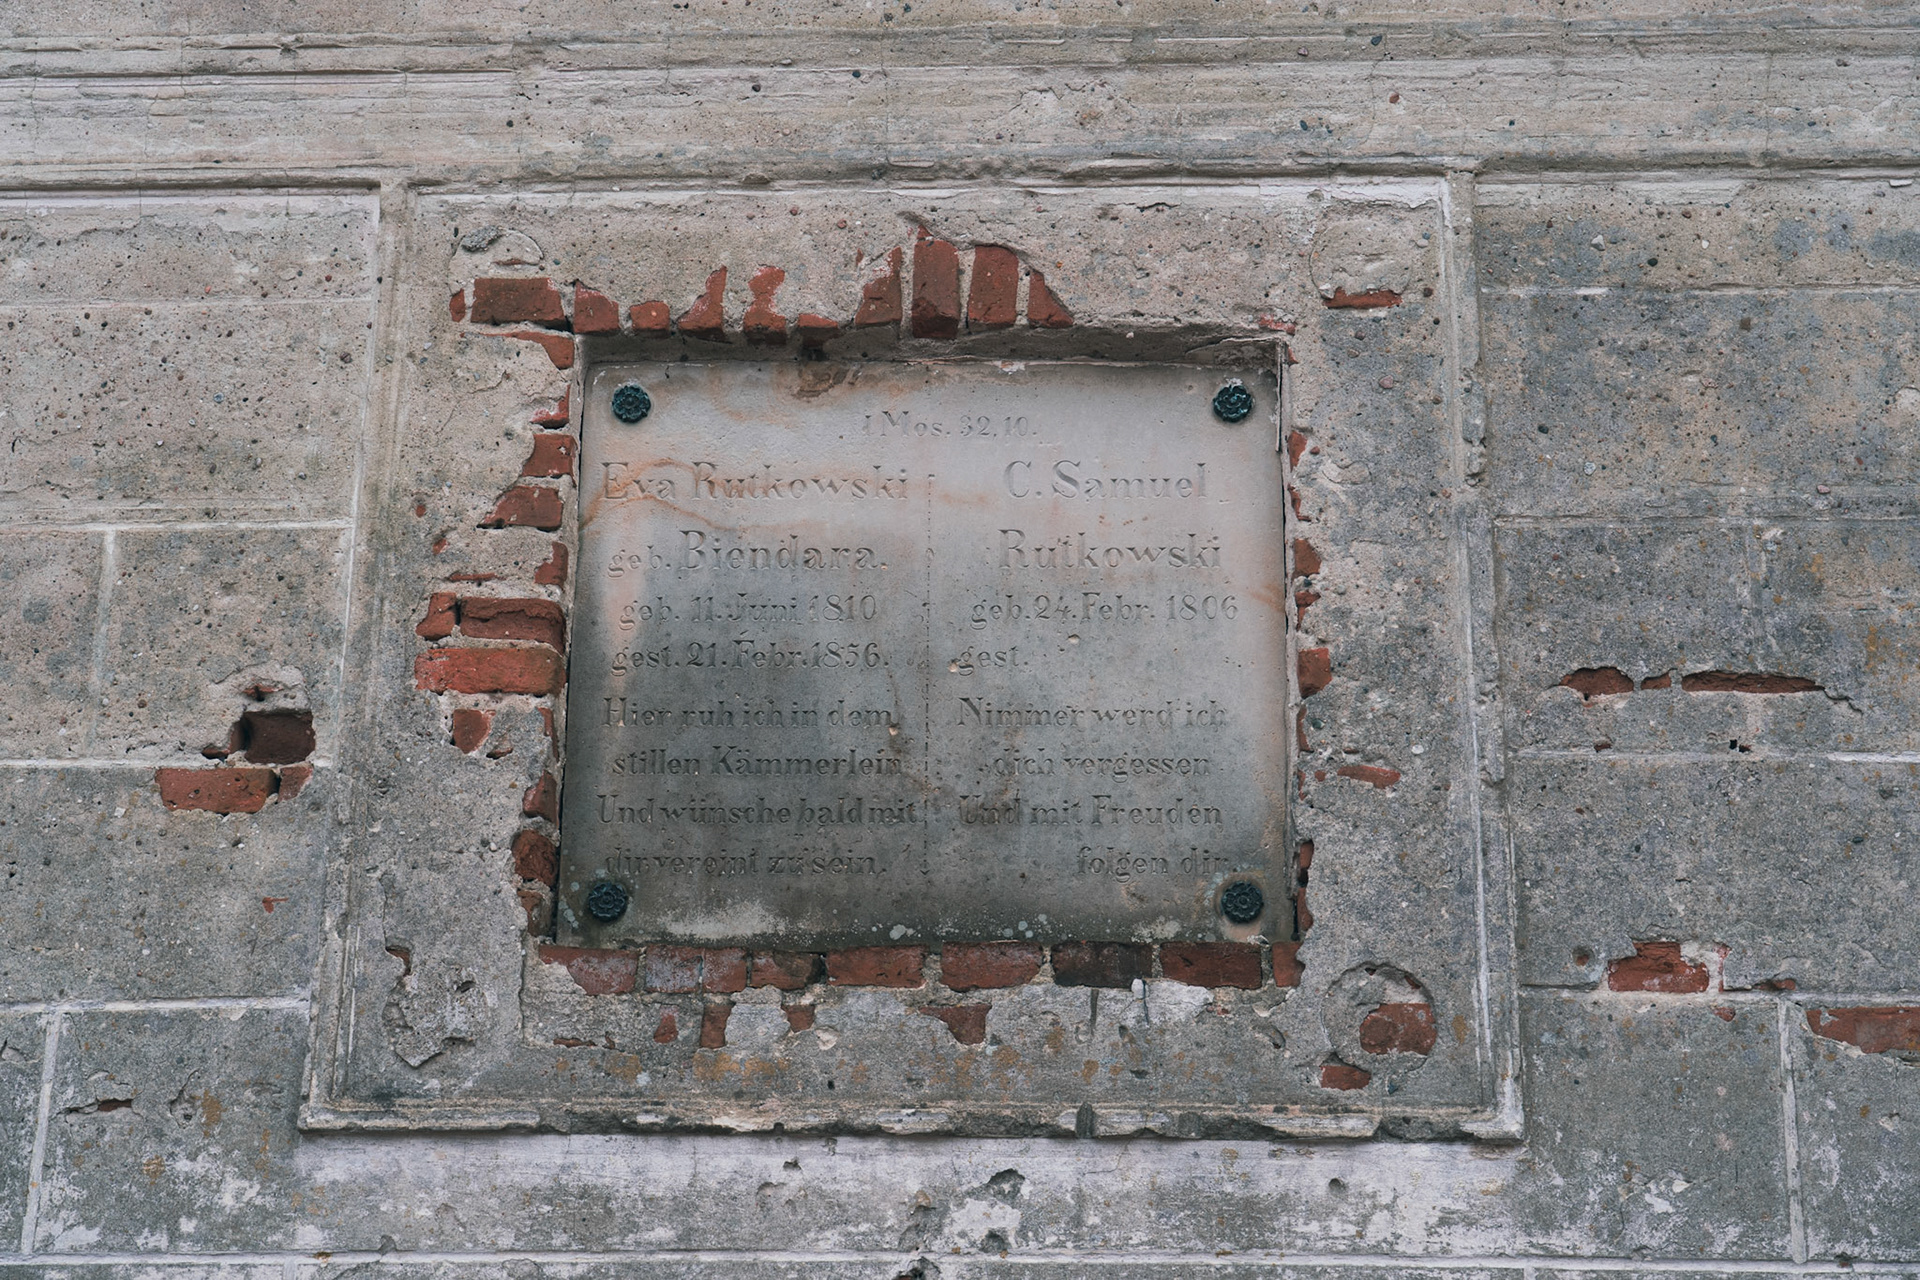 1 Mos. 32,10.
Eva Rutkowski
geb. Biendara.
geb. 11. Juni 1810
gest. 21. Febr. 1856.
Hier ruh ich in dem
stillen Kämmerlein
Und wünsche bald mit
dir vereint zu sein.
C. Samuel
Rutkowski
geb. 24. Febr. 1806
gest.
Nimmer werd ich
dich vergessen
Und mit Freuden
folgen dir.